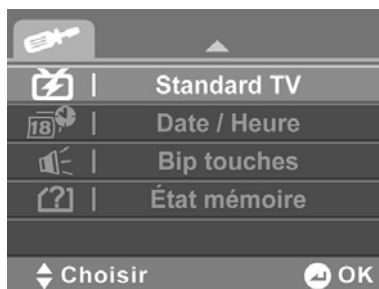 Standard TV
18 Date / Heure
Bip touches
[?] État mémoire
Choisir OK